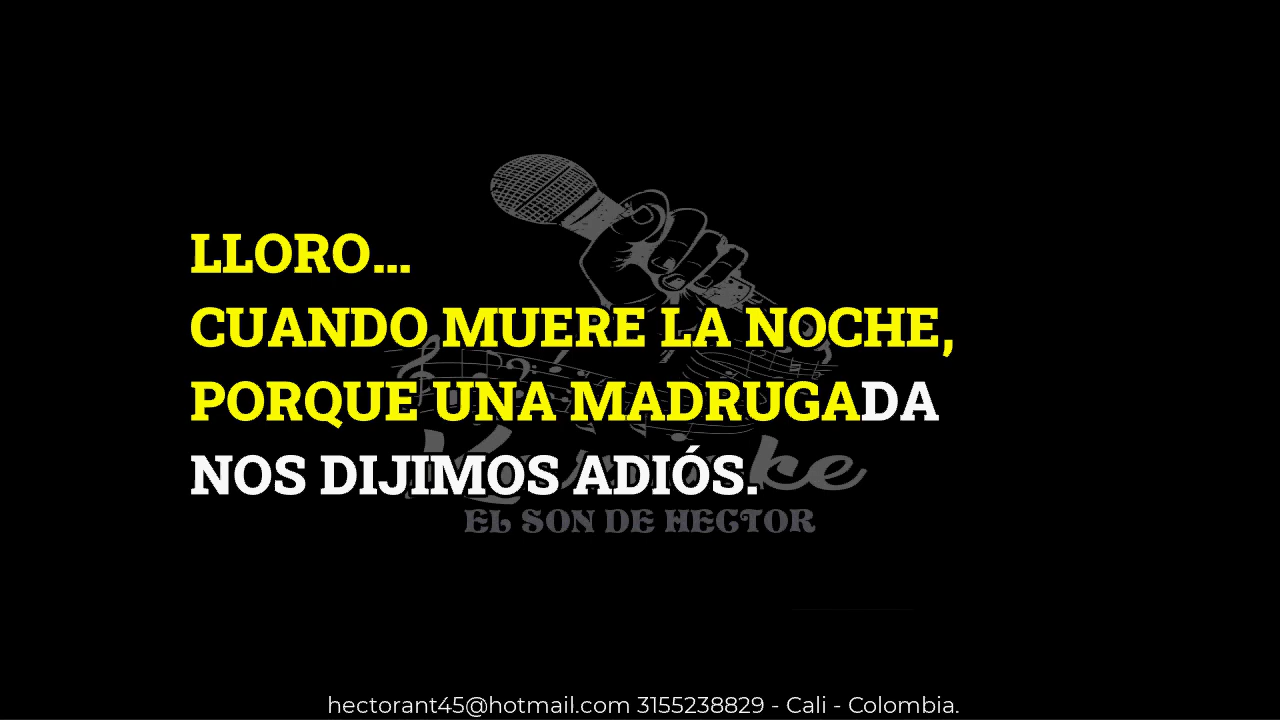 LLORO...
CUANDO MUERE LA NOCHE,
PORQUE UNA MADRUGADA
NOS DIJIMOS ADIÓS.
Karaoke
EL SON DE HECTOR
hectorant45@hotmail.com 3155238829 - Cali - Colombia.